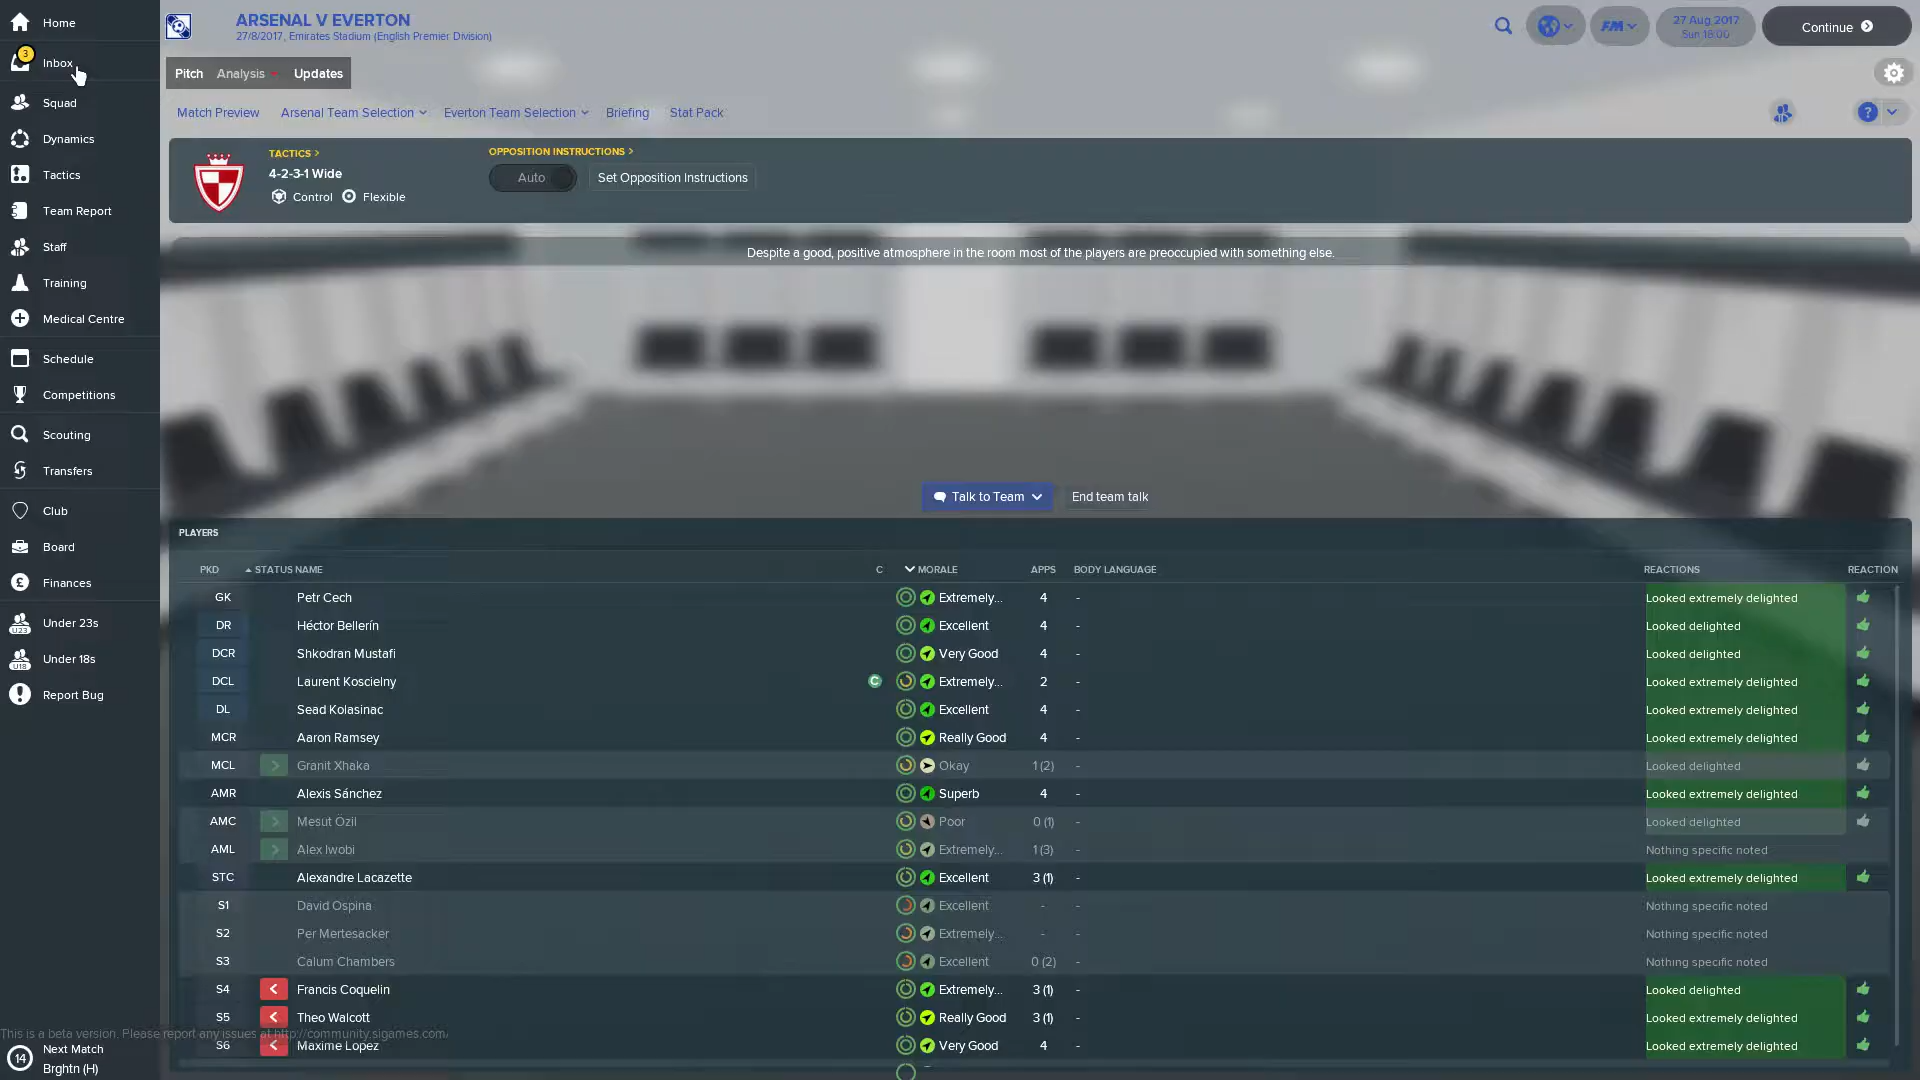 Home
3
Inbox
Squad
Dynamics
Tactics
Team Report
Staff
Training
Medical Centre
Schedule
Competitions
Scouting
Transfers
Club
Board
Finances
U23
Under 23s
U18
Under 18s
Report Bug
This is a beta version. Please report any issues at http://community.sigames.com/
14
Next Match
Brghtn (H)
ARSENAL V EVERTON
27/8/2017, Emirates Stadium (English Premier Division)
FM
27 Aug 2017
Sun 18:00
Continue
Pitch Analysis Updates
Match Preview Arsenal Team Selection Everton Team Selection Briefing Stat Pack
?
TACTICS >
4-2-3-1 Wide
Control Flexible
OPPOSITION INSTRUCTIONS >
Auto Set Opposition Instructions
Despite a good, positive atmosphere in the room most of the players are preoccupied with something else.
Talk to Team End team talk
PLAYERS
PKD STATUS NAME C MORALE APPS BODY LANGUAGE REACTIONS REACTION
GK Petr Cech Extremely... 4 - Looked extremely delighted
DR Héctor Bellerín Excellent 4 - Looked delighted
DCR Shkodran Mustafi Very Good 4 - Looked delighted
DCL Laurent Koscielny C Extremely... 2 - Looked extremely delighted
DL Sead Kolasinac Excellent 4 - Looked extremely delighted
MCR Aaron Ramsey Really Good 4 - Looked extremely delighted
MCL Granit Xhaka Okay 1 (2) - Looked delighted
AMR Alexis Sánchez Superb 4 - Looked extremely delighted
AMC Mesut Özil Poor 0 (1) - Looked delighted
AML Alex Iwobi Extremely... 1 (3) - Nothing specific noted
STC Alexandre Lacazette Excellent 3 (1) - Looked extremely delighted
S1 David Ospina Excellent - - Nothing specific noted
S2 Per Mertesacker Extremely... - - Nothing specific noted
S3 Calum Chambers Excellent 0 (2) - Nothing specific noted
S4 Francis Coquelin Extremely... 3 (1) - Looked delighted
S5 Theo Walcott Really Good 3 (1) - Looked extremely delighted
S6 Maxime Lopez Very Good 4 - Looked extremely delighted